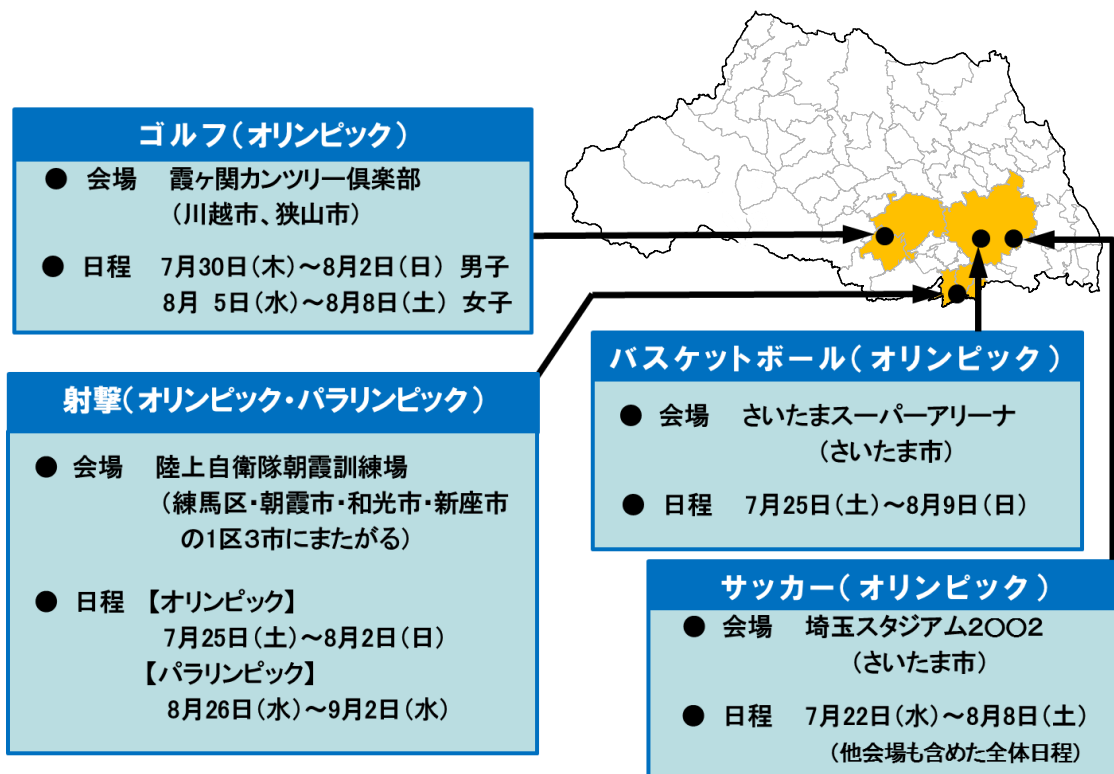 ゴルフ(オリンピック)
● 会場 霞ヶ関カンツリー倶楽部
(川越市、狭山市)
● 日程 7月30日(木)~8月2日(日) 男子
8月 5日(水)~8月8日(土) 女子
射撃(オリンピック・パラリンピック)
● 会場 陸上自衛隊朝霞訓練場
(練馬区・朝霞市・和光市・新座市
の1区3市にまたがる)
● 日程 【オリンピック】
7月25日(土)~8月2日(日)
【パラリンピック】
8月26日(水)~9月2日(水)
バスケットボール(オリンピック)
● 会場 さいたまスーパーアリーナ
(さいたま市)
● 日程 7月25日(土)~8月9日(日)
サッカー(オリンピック)
● 会場 埼玉スタジアム2〇〇2
(さいたま市)
● 日程 7月22日(水)~8月8日(土)
(他会場も含めた全体日程)